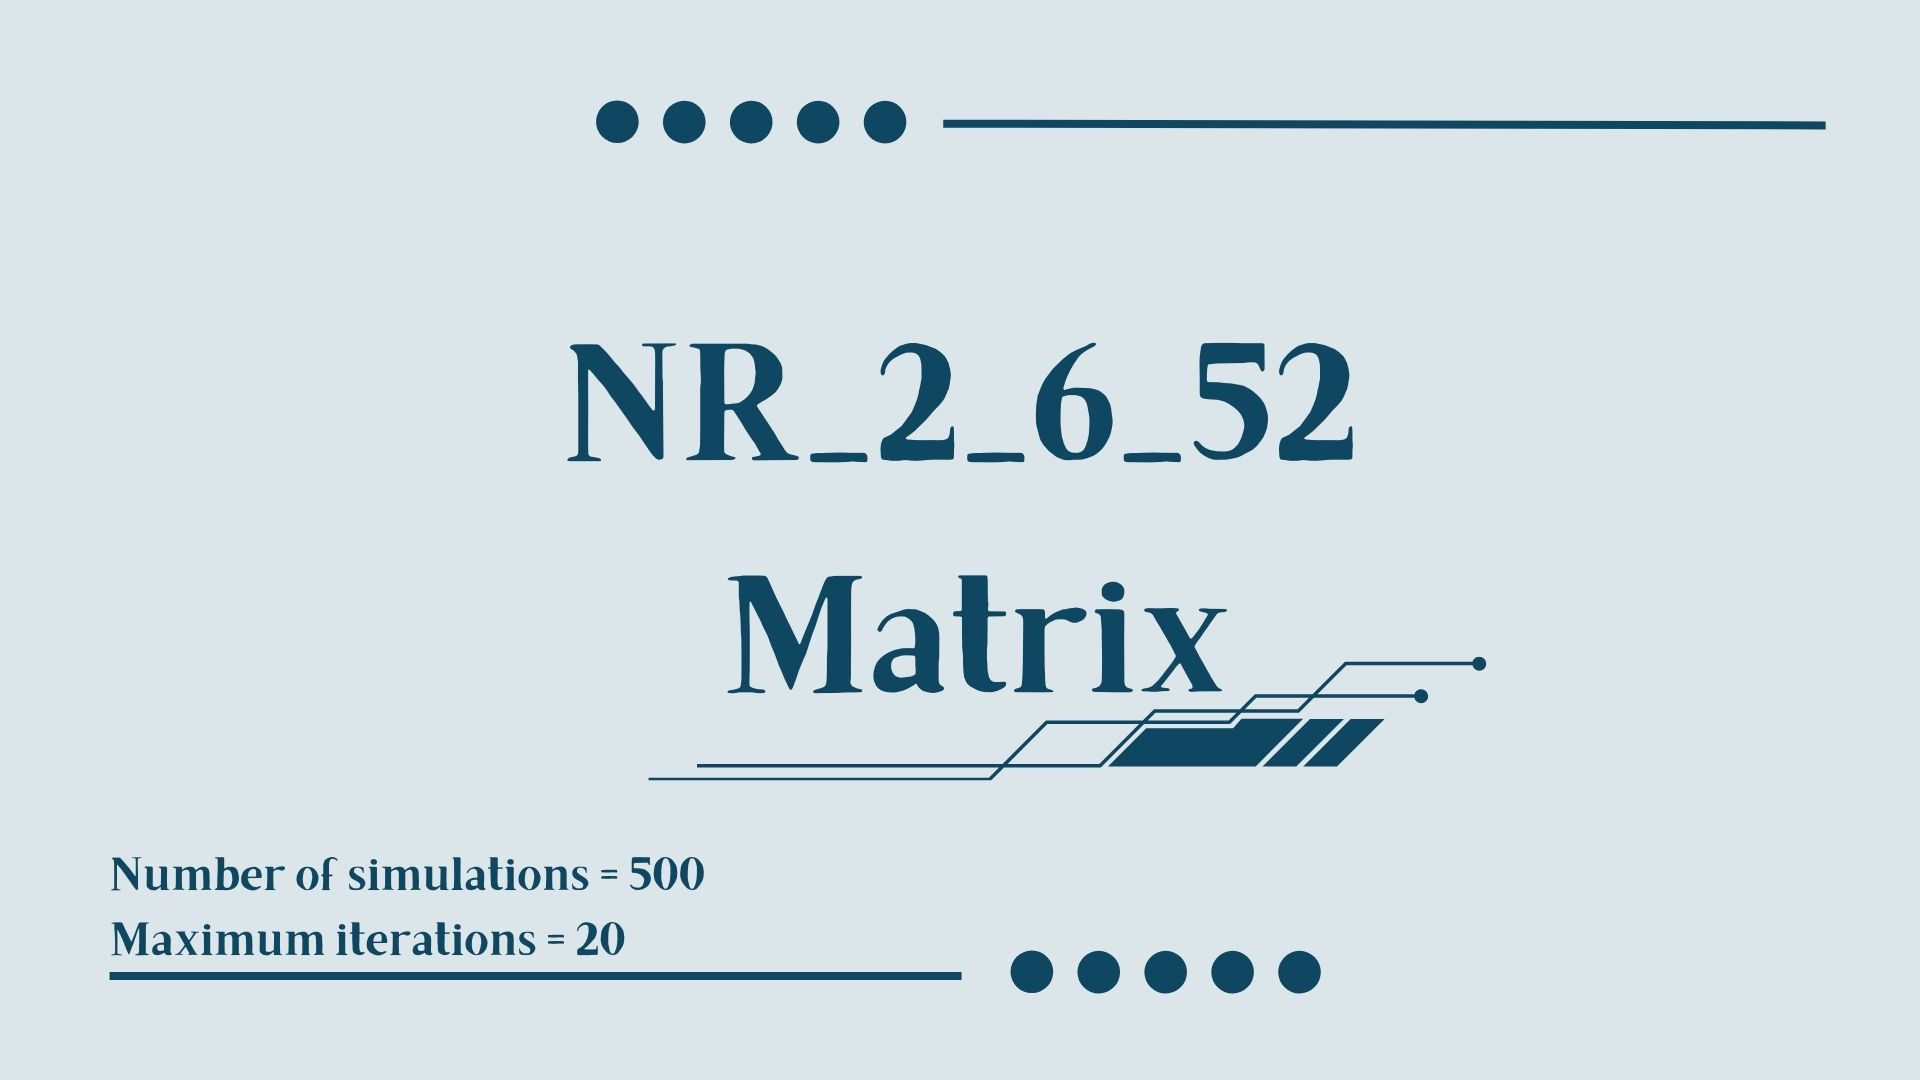 NR_2_6_52
Matrix
Number of simulations = 500
Maximum iterations = 20